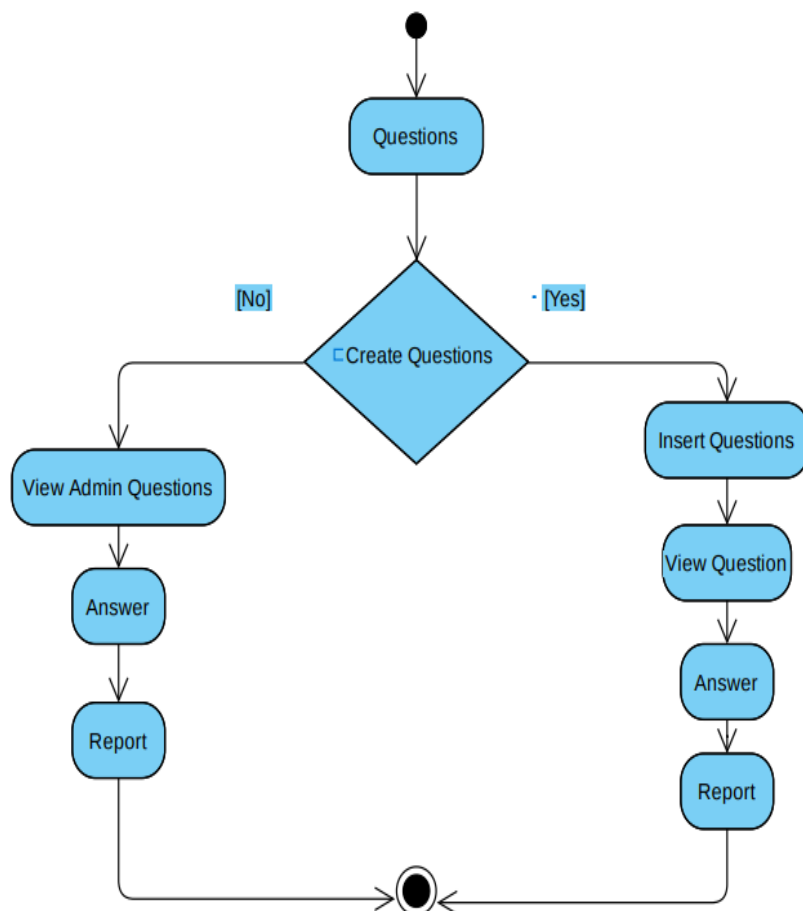 Questions
[No]
[Yes]
Create Questions
Insert Questions
View Admin Questions
View Question
Answer
Answer
Report
Report